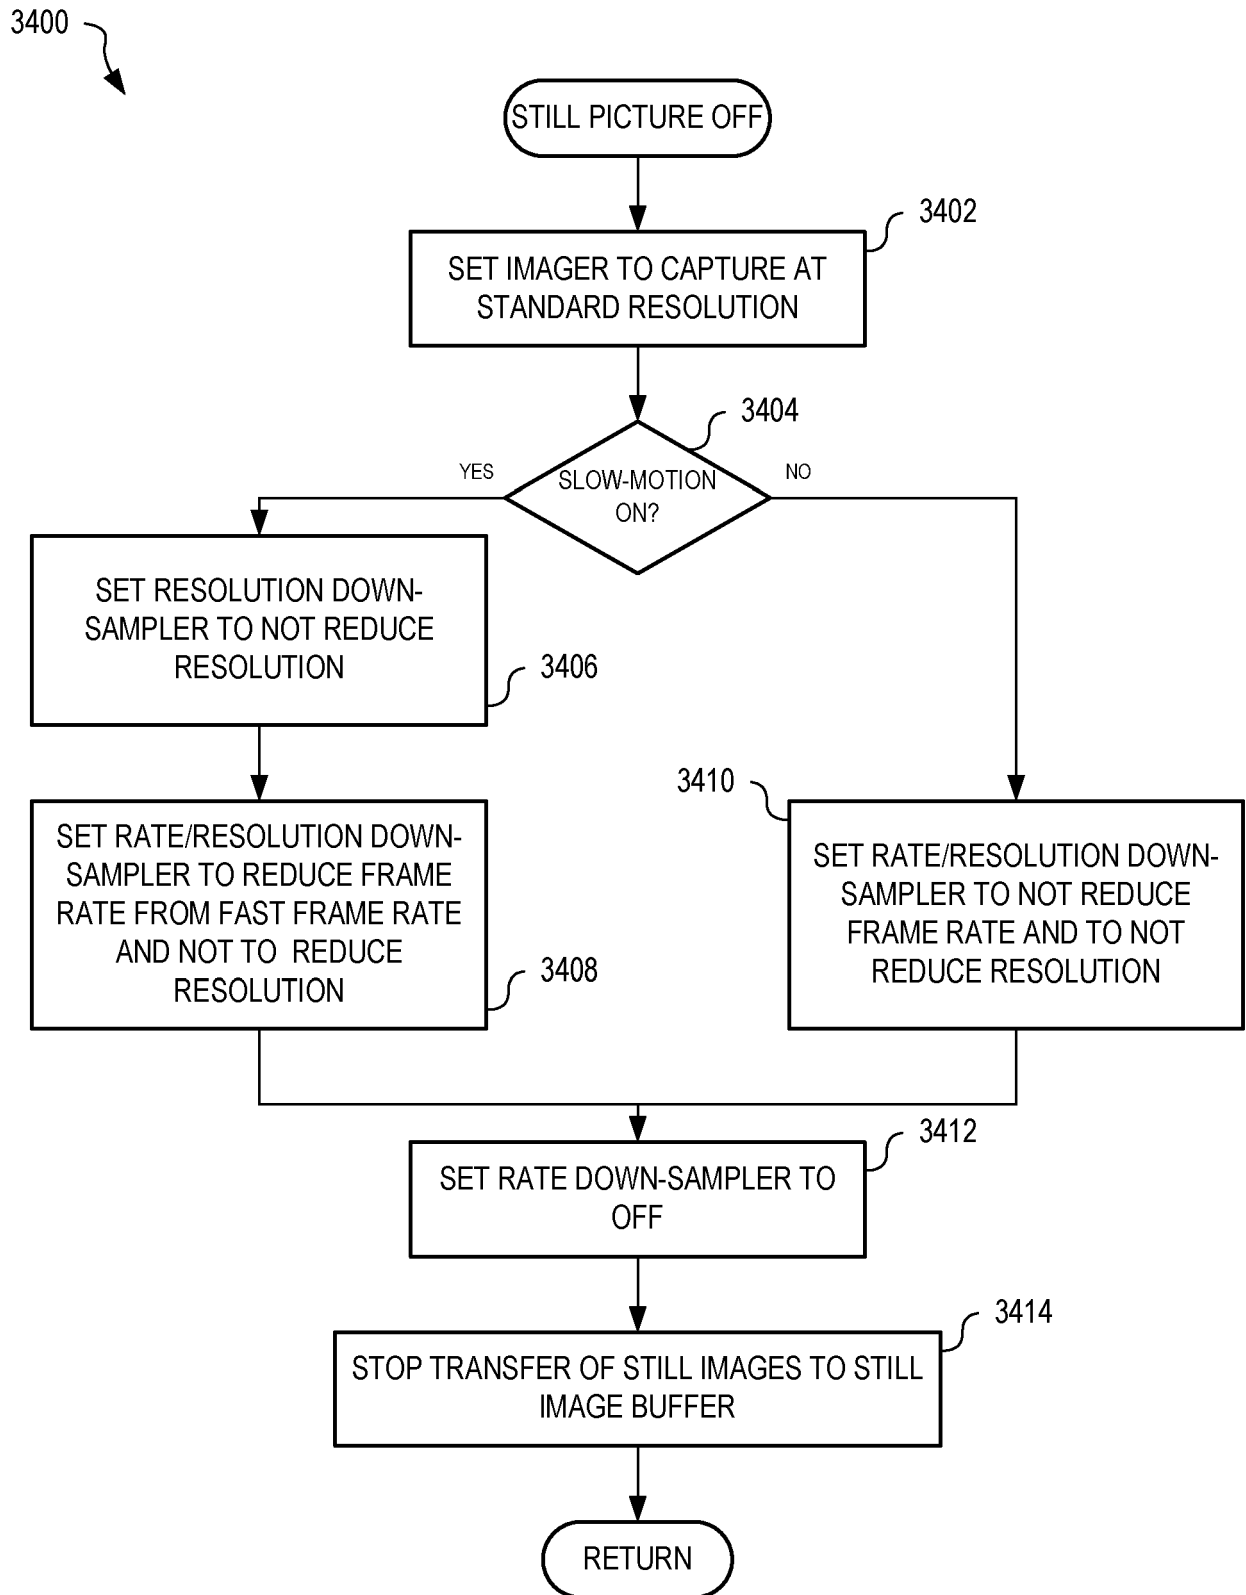 3400
STILL PICTURE OFF
3402
SET IMAGER TO CAPTURE AT
STANDARD RESOLUTION
3404
YES
SLOW-MOTION
ON?
NO
SET RESOLUTION DOWN-
SAMPLER TO NOT REDUCE
RESOLUTION
3406
SET RATE/RESOLUTION DOWN-
SAMPLER TO REDUCE FRAME
RATE FROM FAST FRAME RATE
AND NOT TO REDUCE
RESOLUTION
3408
3410
SET RATE/RESOLUTION DOWN-
SAMPLER TO NOT REDUCE
FRAME RATE AND TO NOT
REDUCE RESOLUTION
3412
SET RATE DOWN-SAMPLER TO
OFF
3414
STOP TRANSFER OF STILL IMAGES TO STILL
IMAGE BUFFER
RETURN